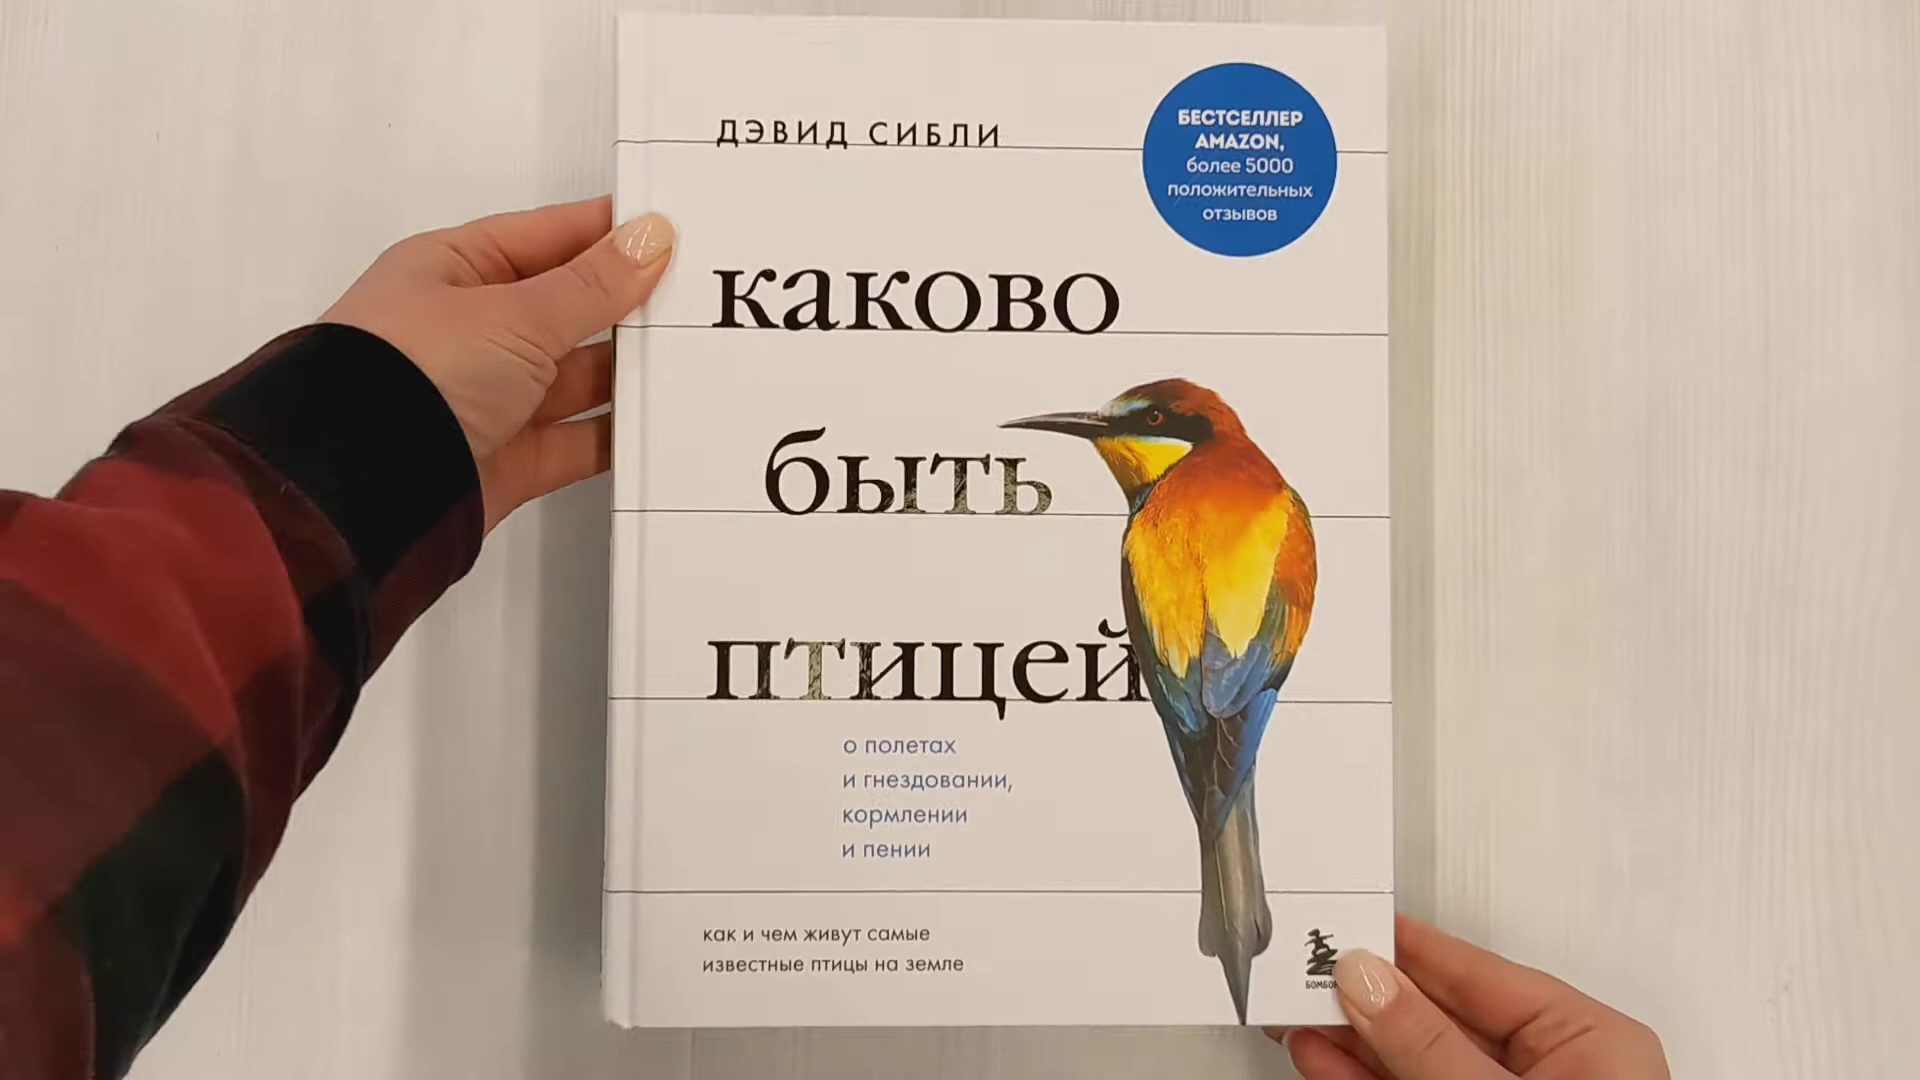 ДЭВИД СИБЛИ
БЕСТСЕЛЛЕР
AMAZON,
более 5000
положительных
отзывов
каково
быть
птицей
о полетах
и гнездовании,
кормлении
и пении
как и чем живут самые
известные птицы на земле